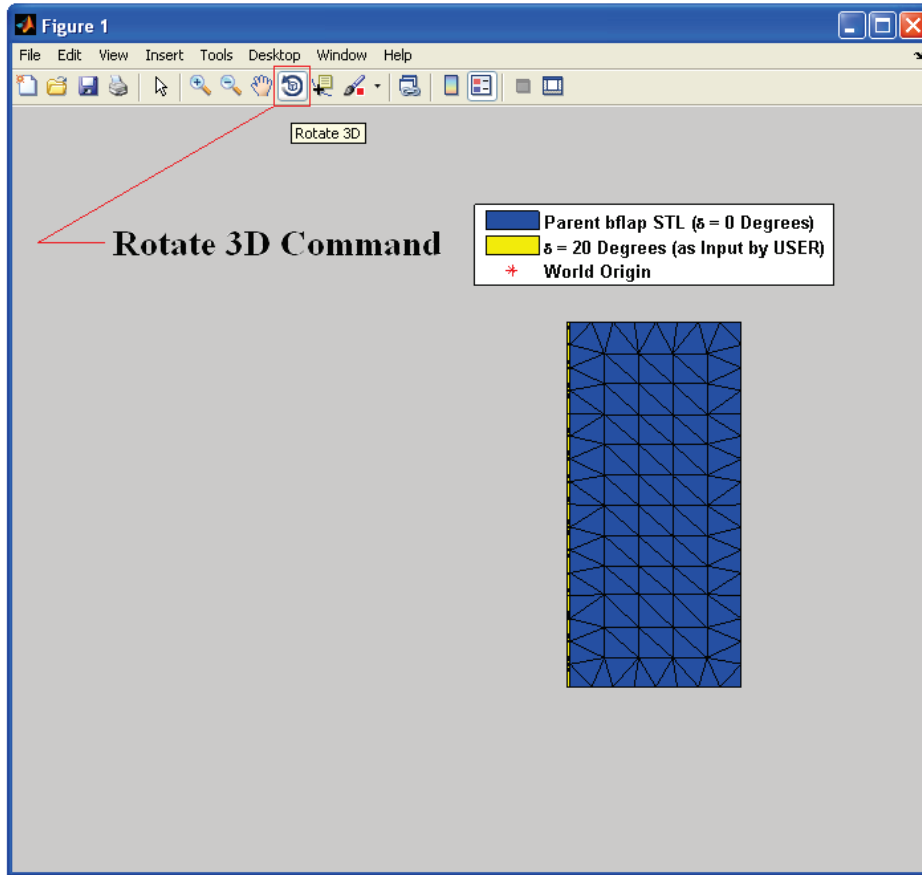 Figure 1
File Edit View Insert Tools Desktop Window Help
Rotate 3D
Rotate 3D Command
Parent bflap STL (δ = 0 Degrees)
δ = 20 Degrees (as Input by USER)
World Origin